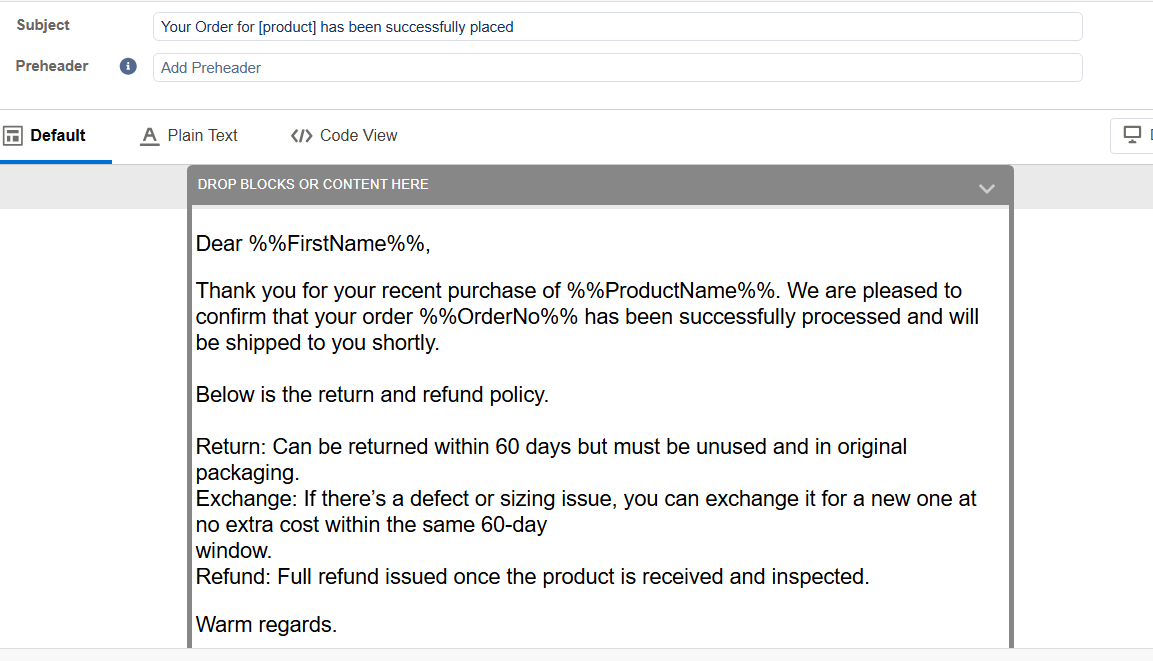 Subject
Your Order for [product] has been successfully placed
Preheader
Add Preheader
Default
Plain Text
</> Code View
DROP BLOCKS OR CONTENT HERE
Dear %%FirstName%%,
Thank you for your recent purchase of %%ProductName%%. We are pleased to
confirm that your order %%OrderNo%% has been successfully processed and will
be shipped to you shortly.
Below is the return and refund policy.
Return: Can be returned within 60 days but must be unused and in original
packaging.
Exchange: If there’s a defect or sizing issue, you can exchange it for a new one at
no extra cost within the same 60-day
window.
Refund: Full refund issued once the product is received and inspected.
Warm regards.